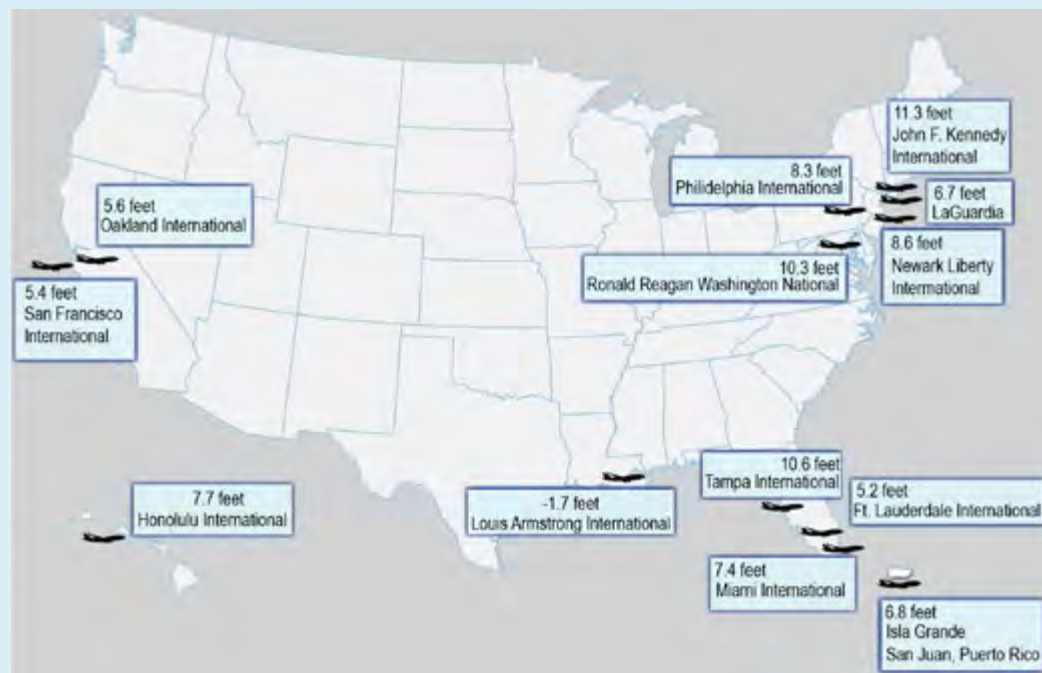 11.3 feet
John F. Kennedy
International
8.3 feet
Philidelphia International
6.7 feet
LaGuardia
5.6 feet
Oakland International
8.6 feet
Newark Liberty
Intermational
10.3 feet
Ronald Reagan Washington National
5.4 feet
San Francisco
International
10.6 feet
Tampa International
5.2 feet
Ft. Lauderdale International
7.7 feet
Honolulu International
-1.7 feet
Louis Armstrong International
7.4 feet
Miami International
6.8 feet
Isla Grande
San Juan, Puerto Rico